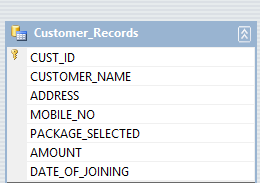 Customer_Records
CUST_ID
CUSTOMER_NAME
ADDRESS
MOBILE_NO
PACKAGE_SELECTED
AMOUNT
DATE_OF_JOINING